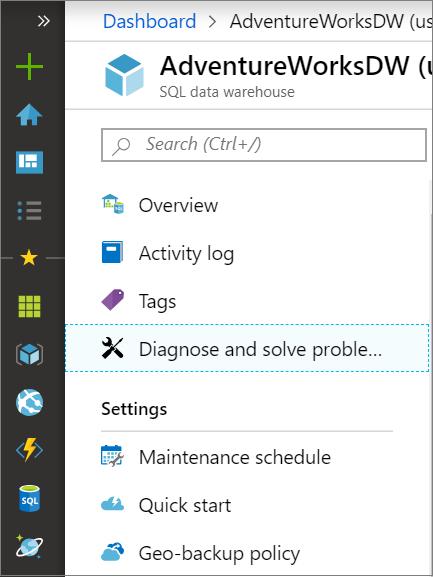 Dashboard > AdventureWorksDW (us
AdventureWorksDW (u
SQL data warehouse
Search (Ctrl+/)
Overview
Activity log
Tags
Diagnose and solve proble...
Settings
Maintenance schedule
Quick start
SQL
Geo-backup policy